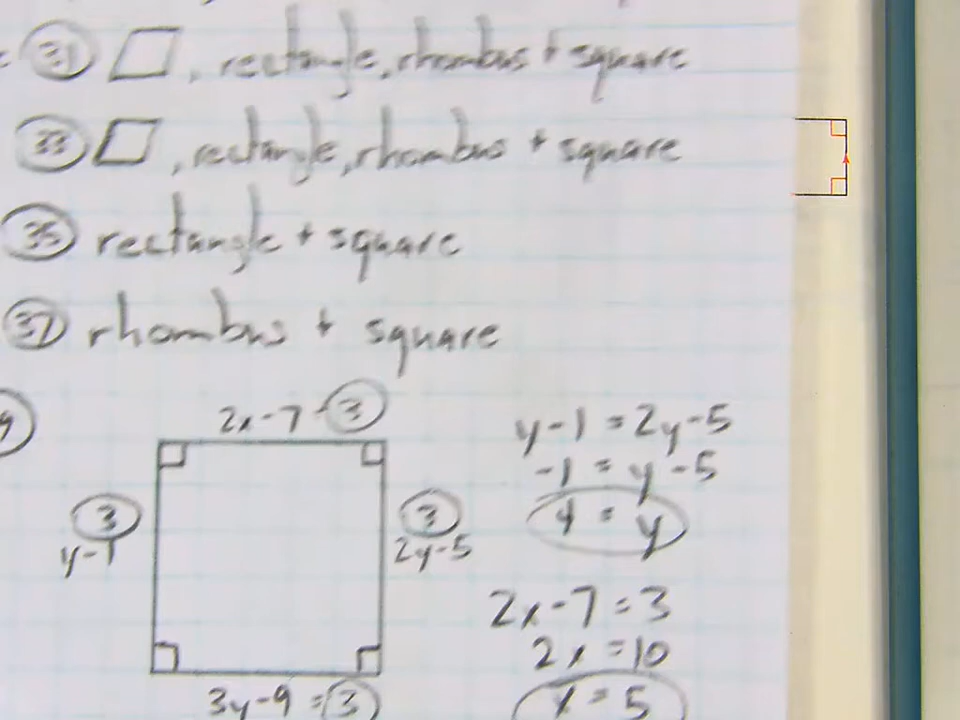 31 ▱, rectangle, rhombus + square
33 ▱, rectangle, rhombus + square
35 rectangle + square
37 rhombus + square
9
2x-7 = 3
3
y-1
3
2y-5
3y-9 = 3
y-1 = 2y-5
-1 = y-5
4 = y
2x-7 = 3
2x = 10
x = 5